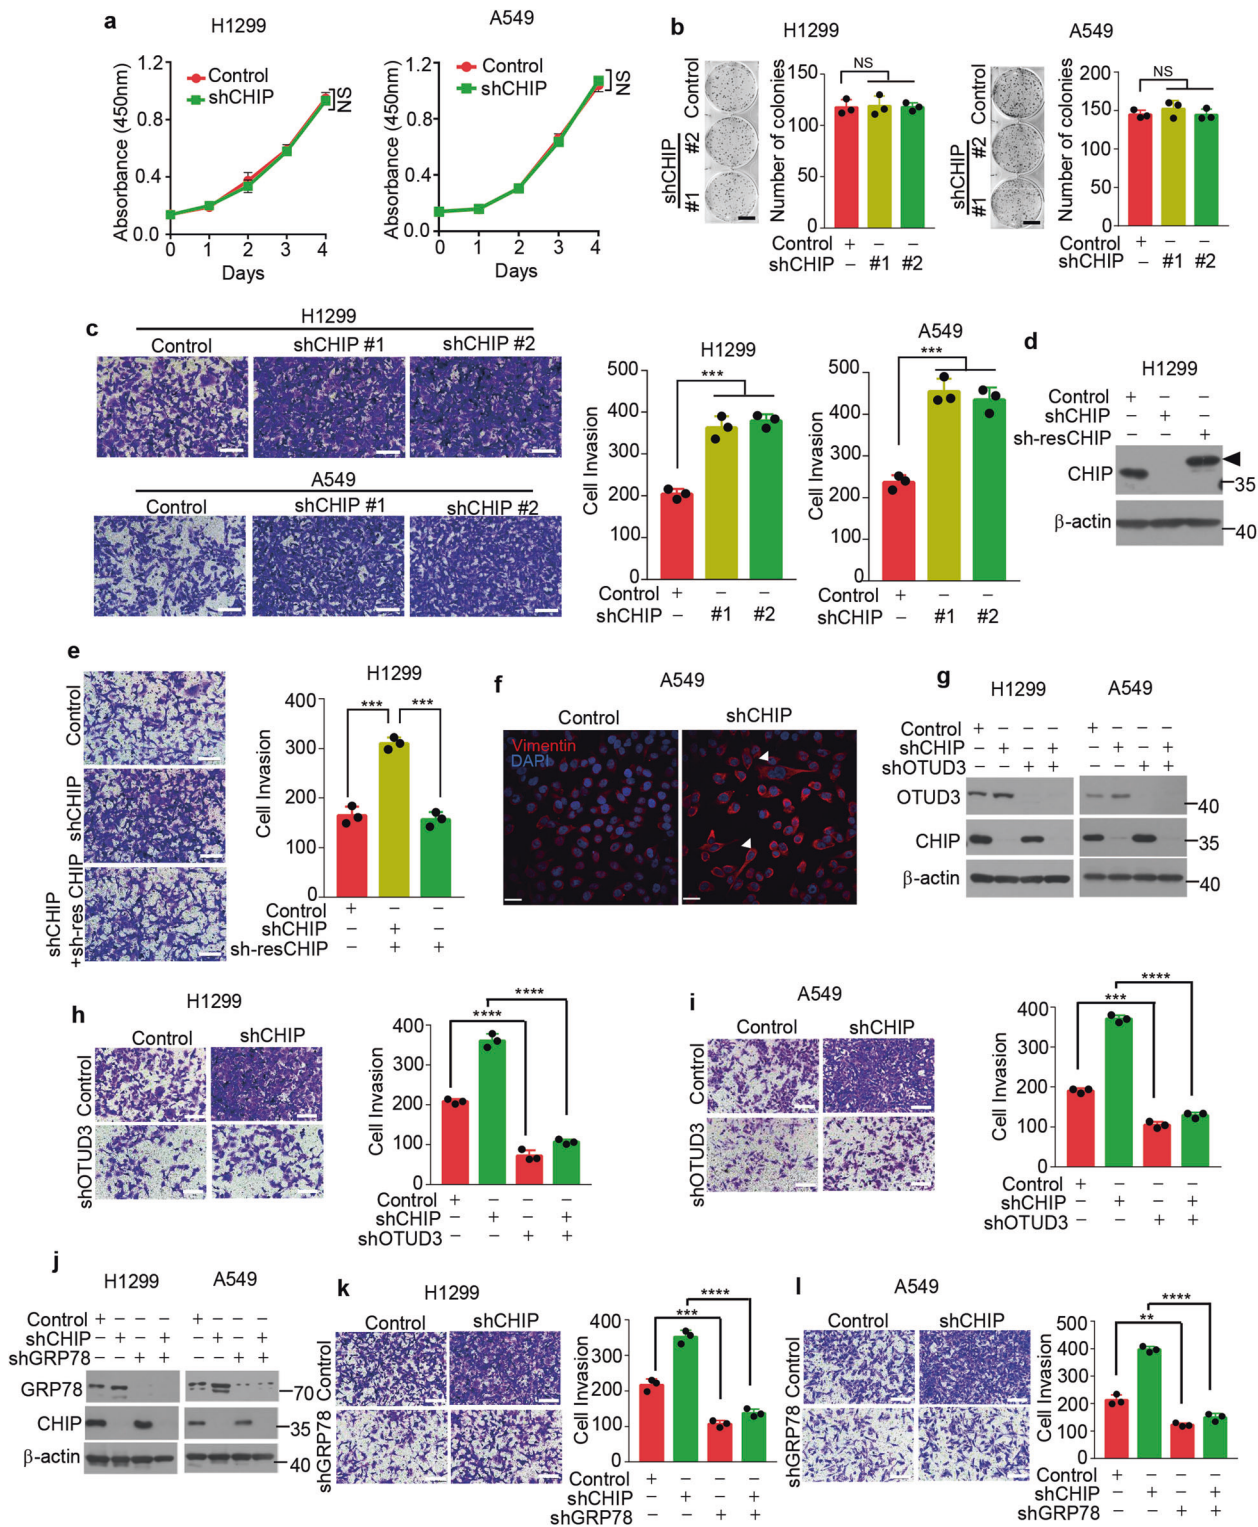 a
H1299
A549
1.2
0.8
0.4
0.0
Absorbance (450nm)
Control
shCHIP
NS
0 1 2 3 4
Days
1.2
0.8
0.4
0.0
Absorbance (450nm)
Control
shCHIP
NS
0 1 2 3 4
Days
b
H1299
A549
Control
shCHIP
#2
#1
Number of colonies
150
100
50
0
NS
Control + – –
shCHIP – #1 #2
Control
shCHIP
#2
#1
Number of colonies
200
150
100
50
0
NS
Control + – –
shCHIP – #1 #2
c
H1299
Control shCHIP #1 shCHIP #2
A549
Control shCHIP #1 shCHIP #2
H1299
Cell Invasion
500
400
300
200
100
0
***
Control + – –
shCHIP – #1 #2
A549
Cell Invasion
500
400
300
200
100
0
***
Control + – –
shCHIP – #1 #2
d
H1299
Control + – –
shCHIP – + –
sh-resCHIP – – +
CHIP
35
β-actin
40
e
Control
shCHIP
shCHIP
+sh-res CHIP
H1299
Cell Invasion
400
300
200
100
0
*** ***
Control + – –
shCHIP – + –
sh-resCHIP – + +
f
A549
Control shCHIP
Vimentin
DAPI
g
H1299 A549
Control + – – – + – – –
shCHIP – + – + – + – +
shOTUD3 – – + + – – + +
OTUD3
40
CHIP
35
β-actin
40
h
H1299
Control shCHIP
Control
shOTUD3
Cell Invasion
400
300
200
100
0
****
****
Control + – – –
shCHIP – + – +
shOTUD3 – – + +
i
A549
Control shCHIP
Control
shOTUD3
Cell Invasion
400
300
200
100
0
****
***
Control + – – –
shCHIP – + – +
shOTUD3 – – + +
j
H1299 A549
Control + – – – + – – –
shCHIP – + – + – + – +
shGRP78 – – + + – – + +
GRP78
70
CHIP
35
β-actin
40
k
H1299
Control shCHIP
Control
shGRP78
Cell Invasion
400
300
200
100
0
****
***
Control + – – –
shCHIP – + – +
shGRP78 – – + +
l
A549
Control shCHIP
Control
shGRP78
Cell Invasion
500
400
300
200
100
0
****
**
Control + – – –
shCHIP – + – +
shGRP78 – – + +